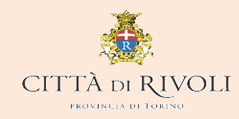 R
CITTÀ DI RIVOLI
PROVINCIA DI TORINO